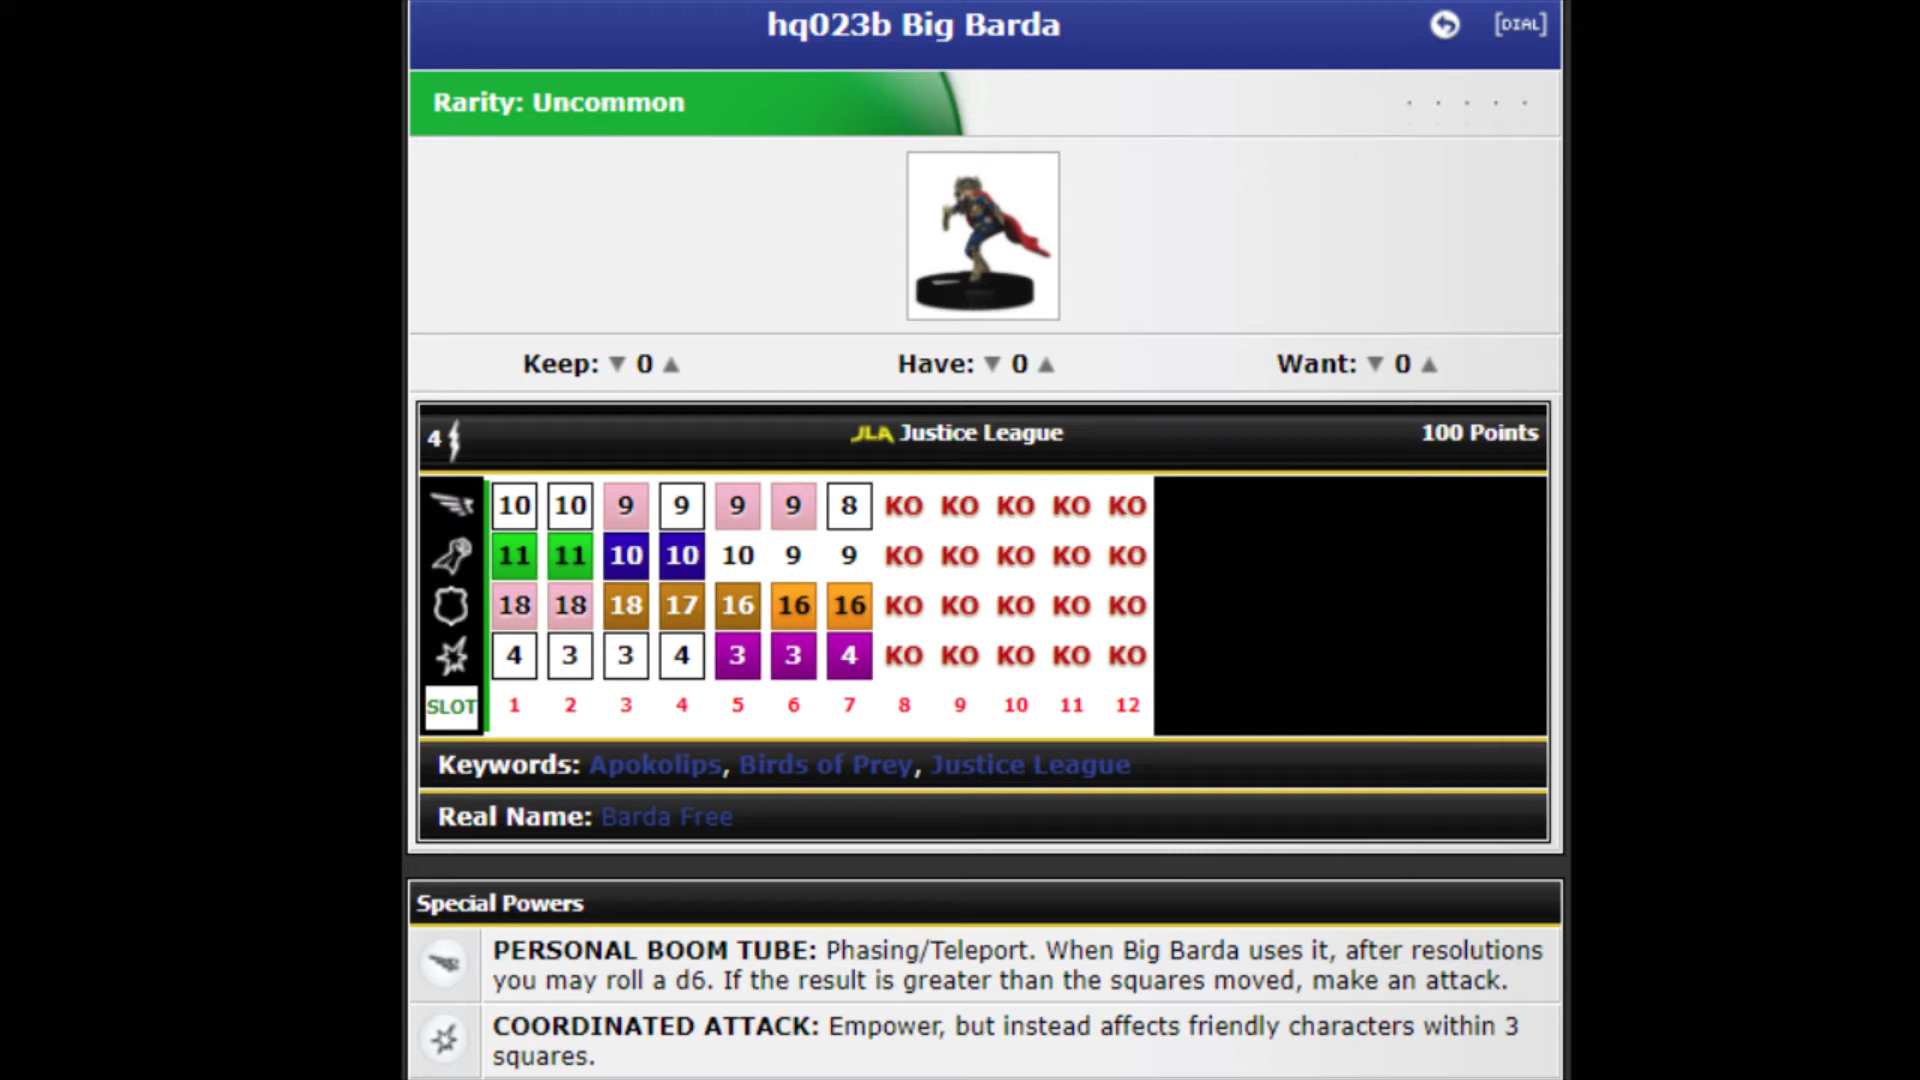 hq023b Big Barda
[DIAL]
Rarity: Uncommon
Keep: ▼ 0 ▲ Have: ▼ 0 ▲ Want: ▼ 0 ▲
4 JLA Justice League 100 Points
10 10 9 9 9 9 8 KO KO KO KO KO
11 11 10 10 10 9 9 KO KO KO KO KO
18 18 18 17 16 16 16 KO KO KO KO KO
4 3 3 4 3 3 4 KO KO KO KO KO
SLOT 1 2 3 4 5 6 7 8 9 10 11 12
Keywords: Apokolips, Birds of Prey, Justice League
Real Name: Barda Free
Special Powers
PERSONAL BOOM TUBE: Phasing/Teleport. When Big Barda uses it, after resolutions
you may roll a d6. If the result is greater than the squares moved, make an attack.
COORDINATED ATTACK: Empower, but instead affects friendly characters within 3
squares.